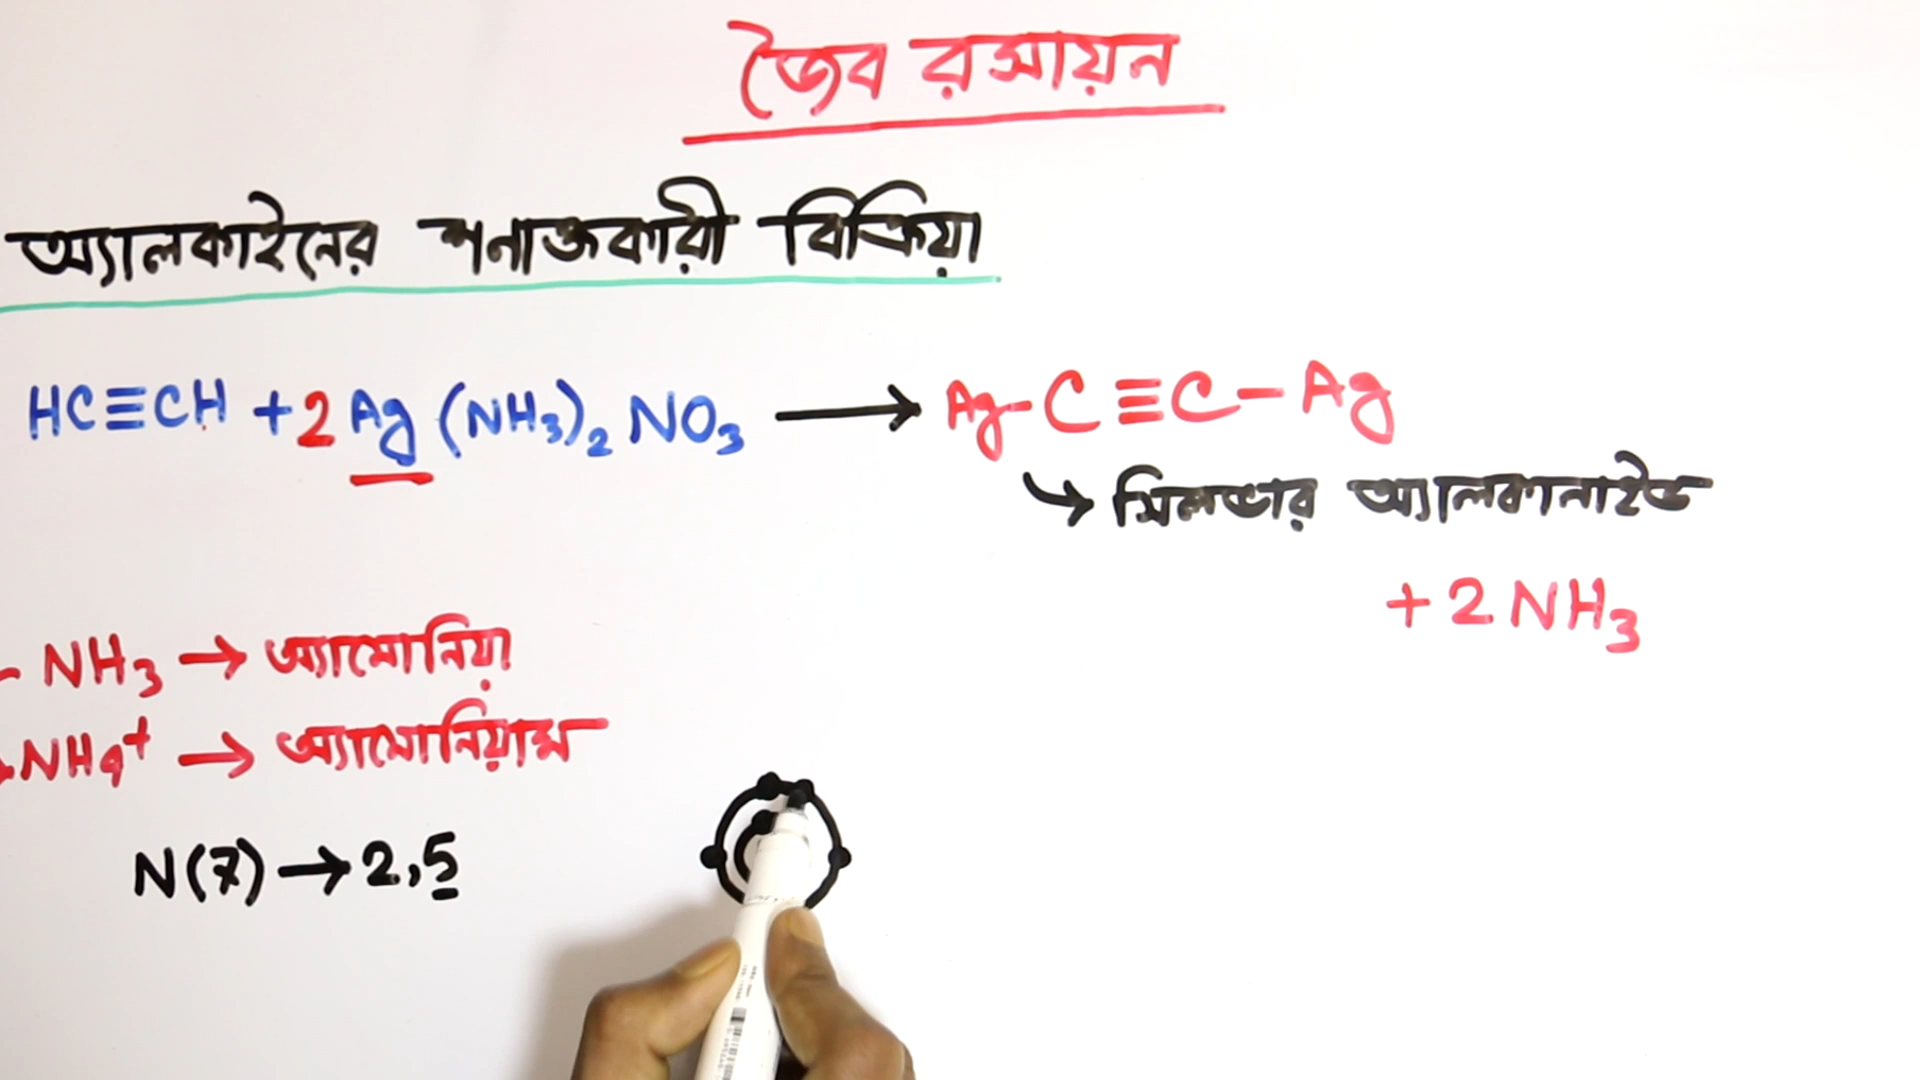 জৈব রসায়ন
অ্যালকাইনের শনাক্তকারী বিক্রিয়া
HC≡CH + 2 Ag (NH₃)₂ NO₃ ⟶ Ag-C≡C-Ag
↳ সিলভার অ্যালকানাইড
+ 2 NH₃
NH₃ → অ্যামোনিয়া
NH₄⁺ → অ্যামোনিয়াম
N(7) → 2,5